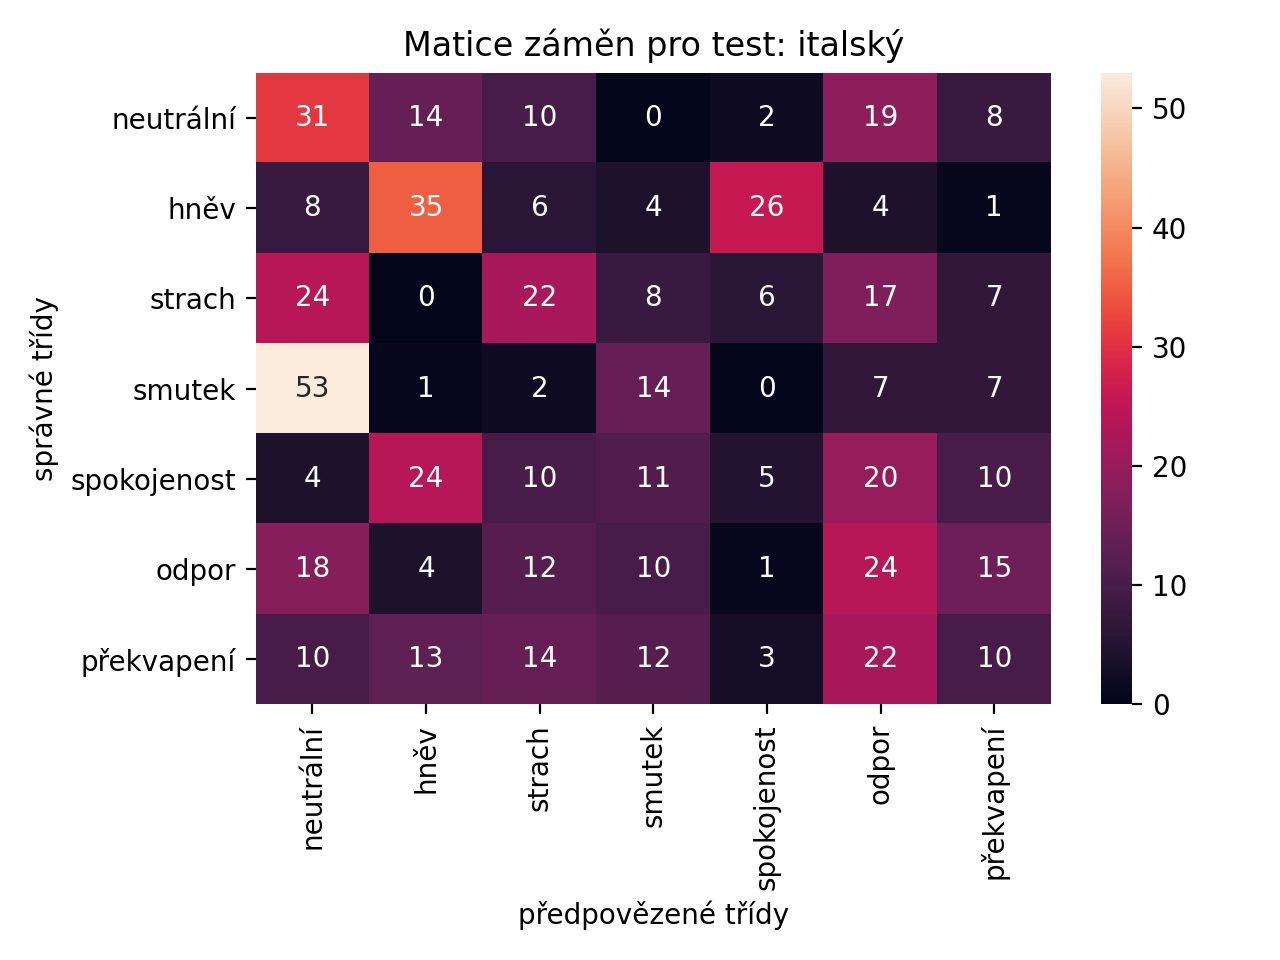 Matice záměn pro test: italský
správné třídy
neutrální 31 14 10 0 2 19 8
hněv 8 35 6 4 26 4 1
strach 24 0 22 8 6 17 7
smutek 53 1 2 14 0 7 7
spokojenost 4 24 10 11 5 20 10
odpor 18 4 12 10 1 24 15
překvapení 10 13 14 12 3 22 10
neutrální hněv strach smutek spokojenost odpor překvapení
předpovězené třídy
50
40
30
20
10
0